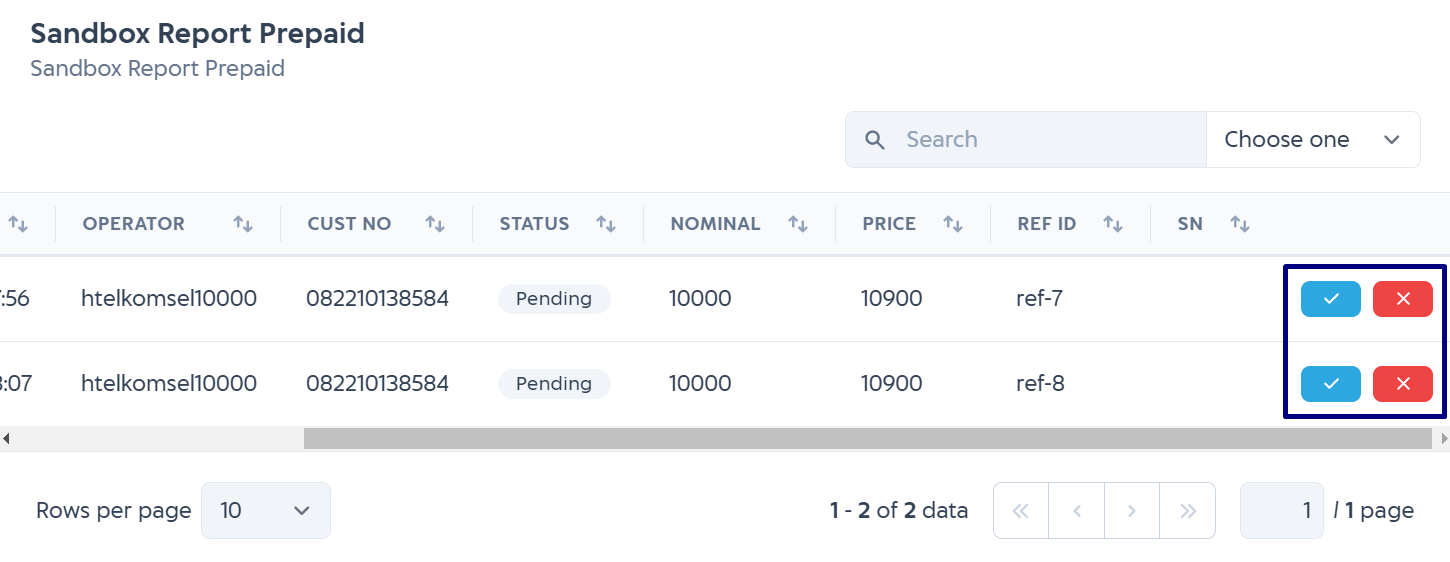 Sandbox Report Prepaid
Sandbox Report Prepaid
Search Choose one
OPERATOR CUST NO STATUS NOMINAL PRICE REF ID SN
:56 htelkomsel10000 082210138584 Pending 10000 10900 ref-7
:07 htelkomsel10000 082210138584 Pending 10000 10900 ref-8
Rows per page 10 1 - 2 of 2 data 1 / 1 page